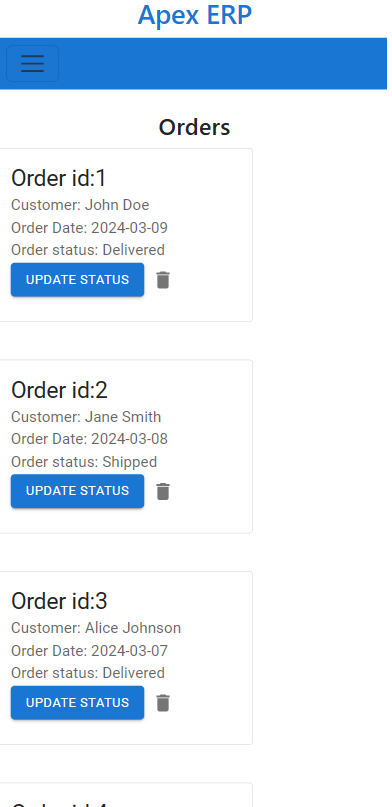 Apex ERP
Orders
Order id:1
Customer: John Doe
Order Date: 2024-03-09
Order status: Delivered
UPDATE STATUS
Order id:2
Customer: Jane Smith
Order Date: 2024-03-08
Order status: Shipped
UPDATE STATUS
Order id:3
Customer: Alice Johnson
Order Date: 2024-03-07
Order status: Delivered
UPDATE STATUS